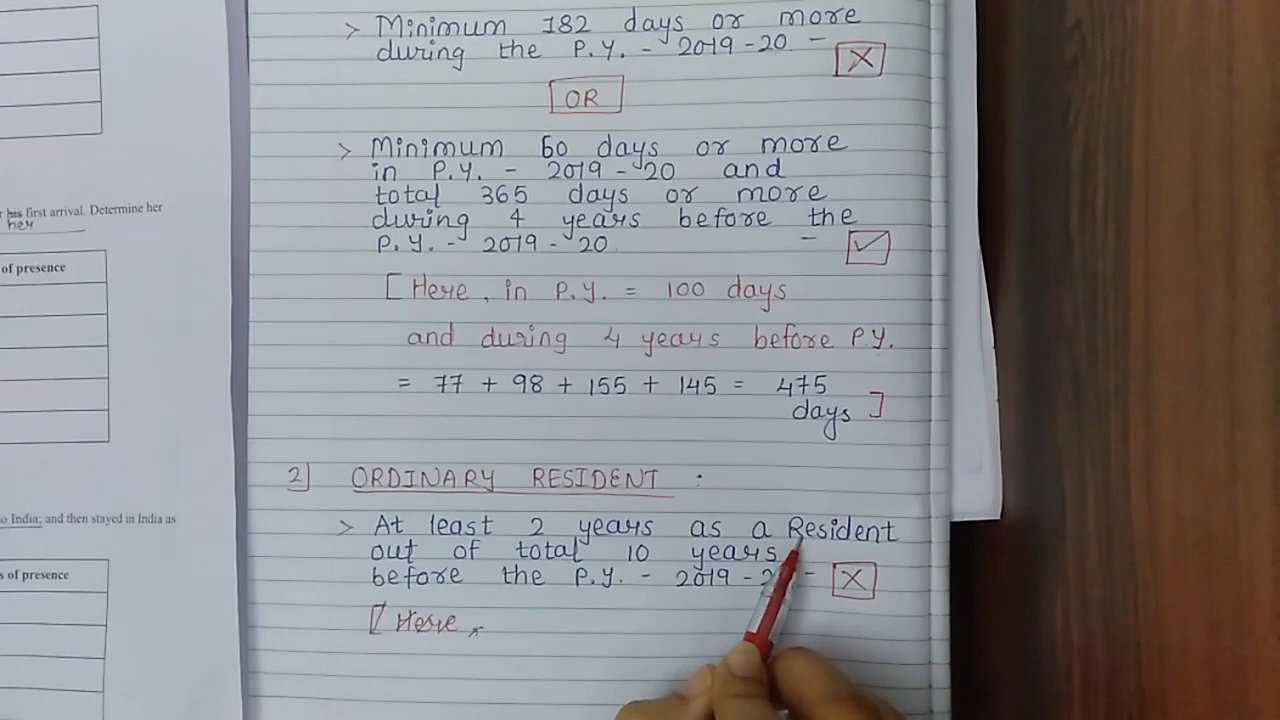 > Minimum 182 days or more
during the P.Y. - 2019-20 - X
OR
> Minimum 60 days or more
in P.Y. - 2019-20 and
total 365 days or more
during 4 years before the
P.Y. - 2019-20 - ✓
[Here, in P.Y. = 100 days
and during 4 years before P.Y.
= 77 + 98 + 155 + 145 = 475
days]
2] ORDINARY RESIDENT :
> At least 2 years as a Resident
out of total 10 years
before the P.Y. - 2019-2 - X
[Here,
his first arrival. Determine her
her
of presence
o India; and then stayed in India as
s of presence